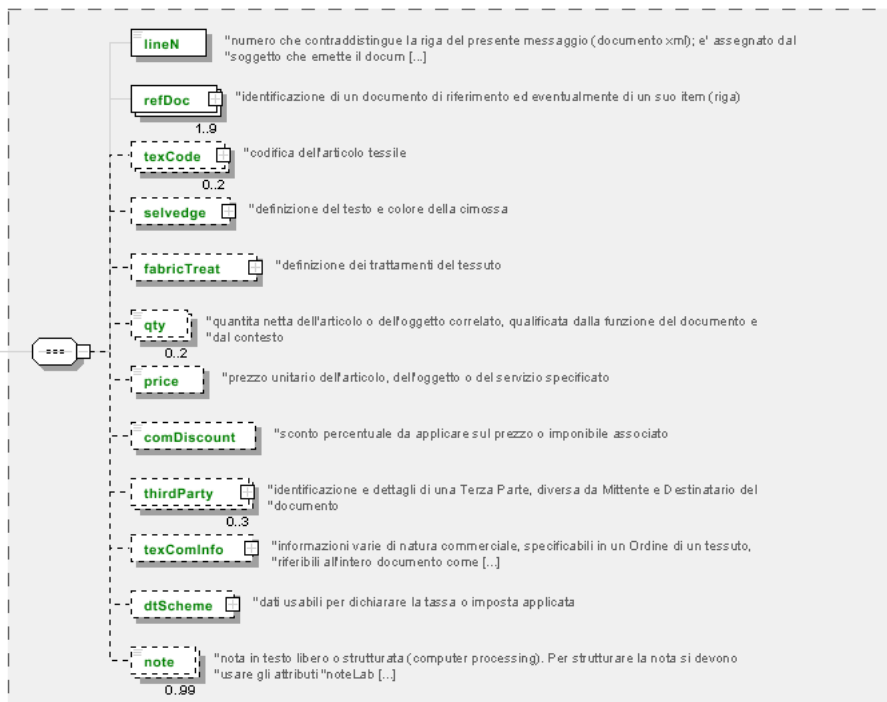 lineN
"numero che contraddistingue la riga del presente messaggio (documento xml); e' assegnato dal
"soggetto che emette il docum [...]
refDoc
"identificazione di un documento di riferimento ed eventualmente di un suo item (riga)
1..9
texCode
"codifica dell'articolo tessile
0..2
selvedge
"definizione del testo e colore della cimossa
fabricTreat
"definizione dei trattamenti del tessuto
qty
"quantita netta dell'articolo o dell'oggetto correlato, qualificata dalla funzione del documento e
"dal contesto
0..2
price
"prezzo unitario dell'articolo, dell'oggetto o del servizio specificato
comDiscount
"sconto percentuale da applicare sul prezzo o imponibile associato
thirdParty
"identificazione e dettagli di una Terza Parte, diversa da Mittente e Destinatario del
"documento
0..3
texComInfo
"informazioni varie di natura commerciale, specificabili in un Ordine di un tessuto,
"riferibili all'intero documento come [...]
dtScheme
"dati usabili per dichiarare la tassa o imposta applicata
note
"nota in testo libero o strutturata (computer processing). Per strutturare la nota si devono
"usare gli attributi "noteLab [...]
0..99